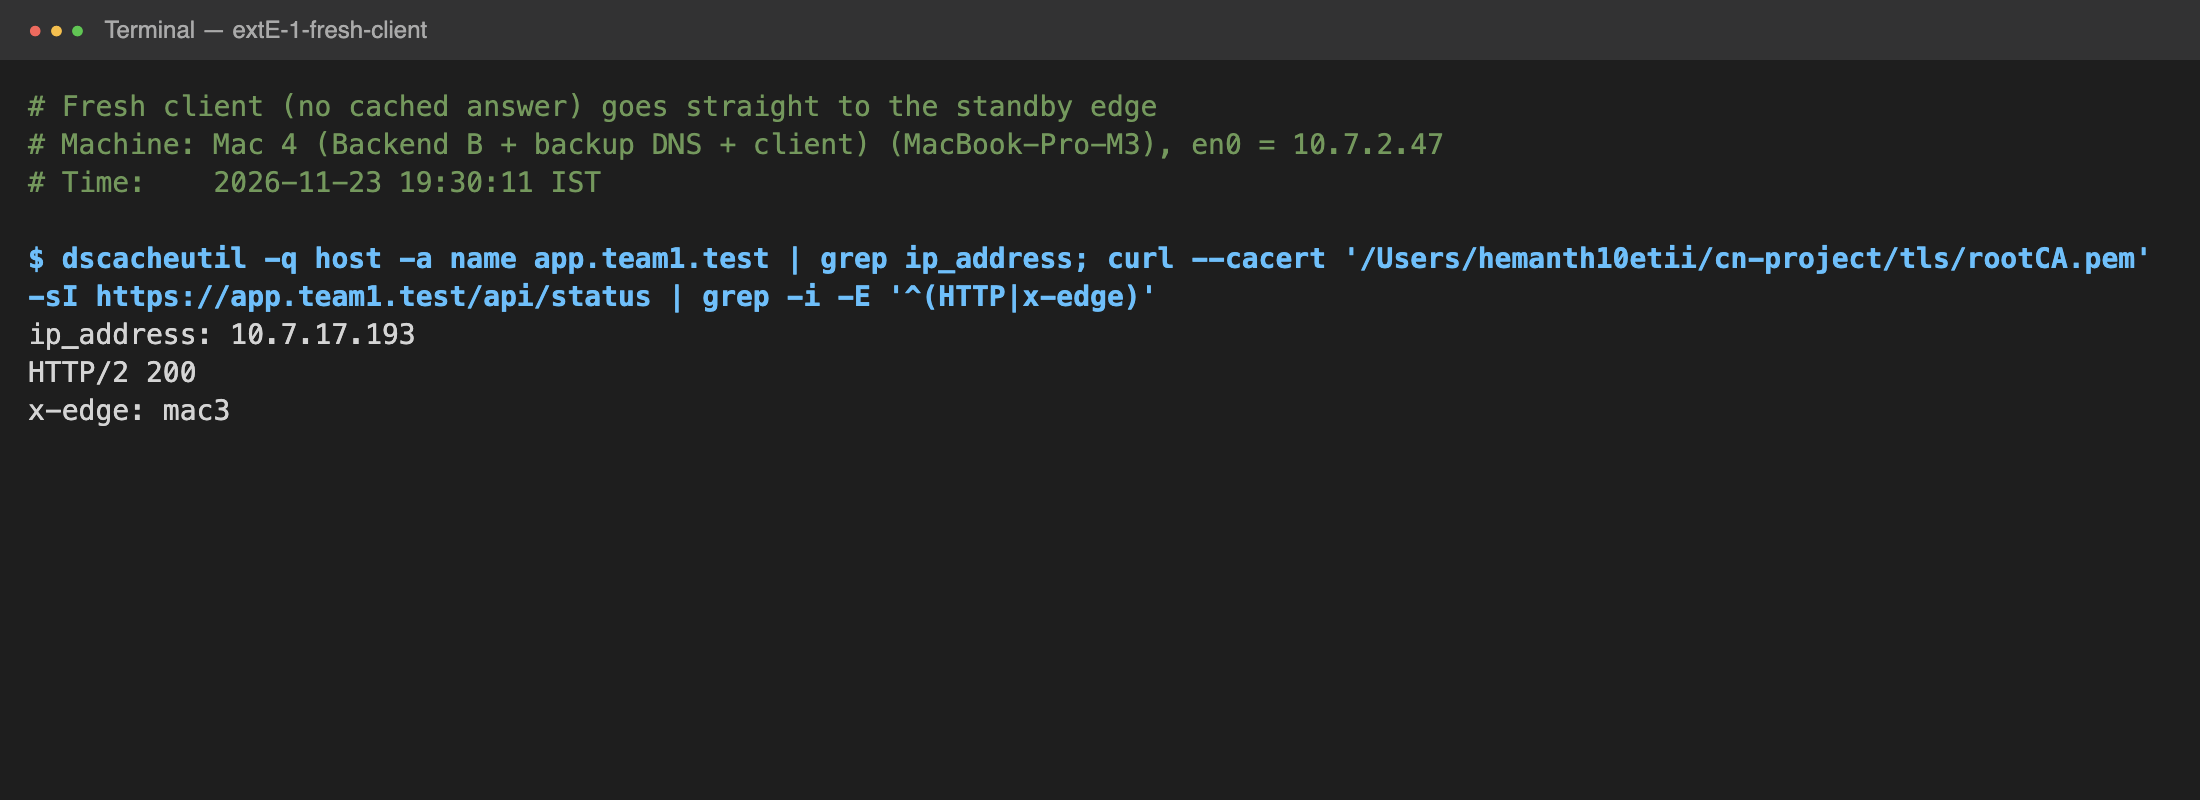 Terminal — extE-1-fresh-client
# Fresh client (no cached answer) goes straight to the standby edge
# Machine: Mac 4 (Backend B + backup DNS + client) (MacBook-Pro-M3), en0 = 10.7.2.47
# Time:    2026-11-23 19:30:11 IST
$ dscacheutil -q host -a name app.team1.test | grep ip_address; curl --cacert '/Users/hemanth10etii/cn-project/tls/rootCA.pem'
-sI https://app.team1.test/api/status | grep -i -E '^(HTTP|x-edge)'
ip_address: 10.7.17.193
HTTP/2 200
x-edge: mac3